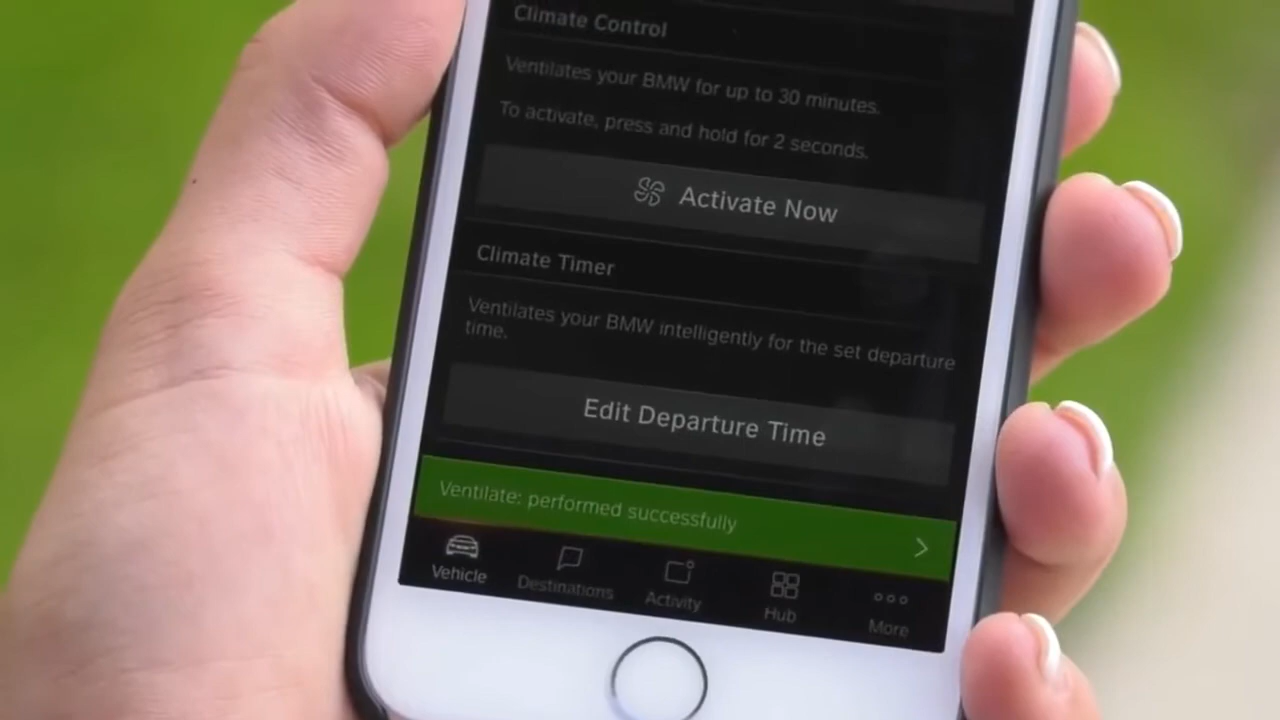 Climate Control
Ventilates your BMW for up to 30 minutes.
To activate, press and hold for 2 seconds.
Activate Now
Climate Timer
Ventilates your BMW intelligently for the set departure
time.
Edit Departure Time
Ventilate: performed successfully
Vehicle
Destinations
Activity
Hub
More